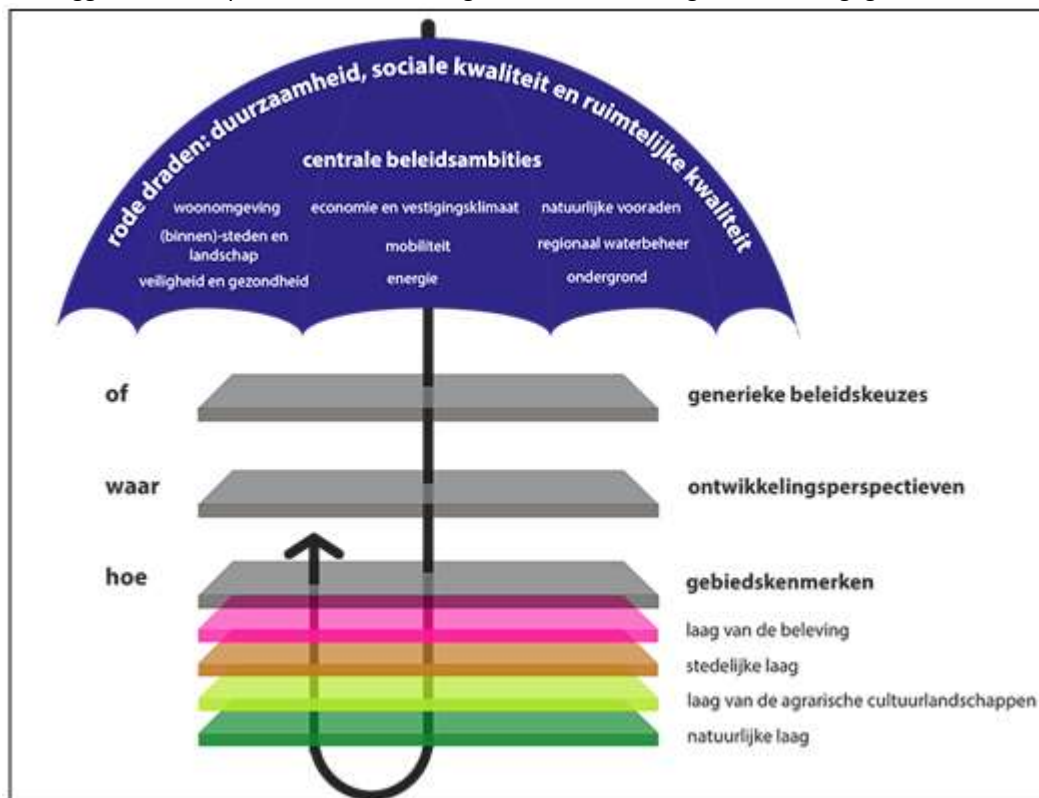 rode draden: duurzaamheid, sociale kwaliteit en ruimtelijke kwaliteit
centrale beleidsambities
woonomgeving
economie en vestigingsklimaat
natuurlijke vooraden
(binnen)-steden en
landschap
mobiliteit
regionaal waterbeheer
veiligheid en gezondheid
energie
ondergrond
of
generieke beleidskeuzes
waar
ontwikkelingsperspectieven
hoe
gebiedskenmerken
laag van de beleving
stedelijke laag
laag van de agrarische cultuurlandschappen
natuurlijke laag